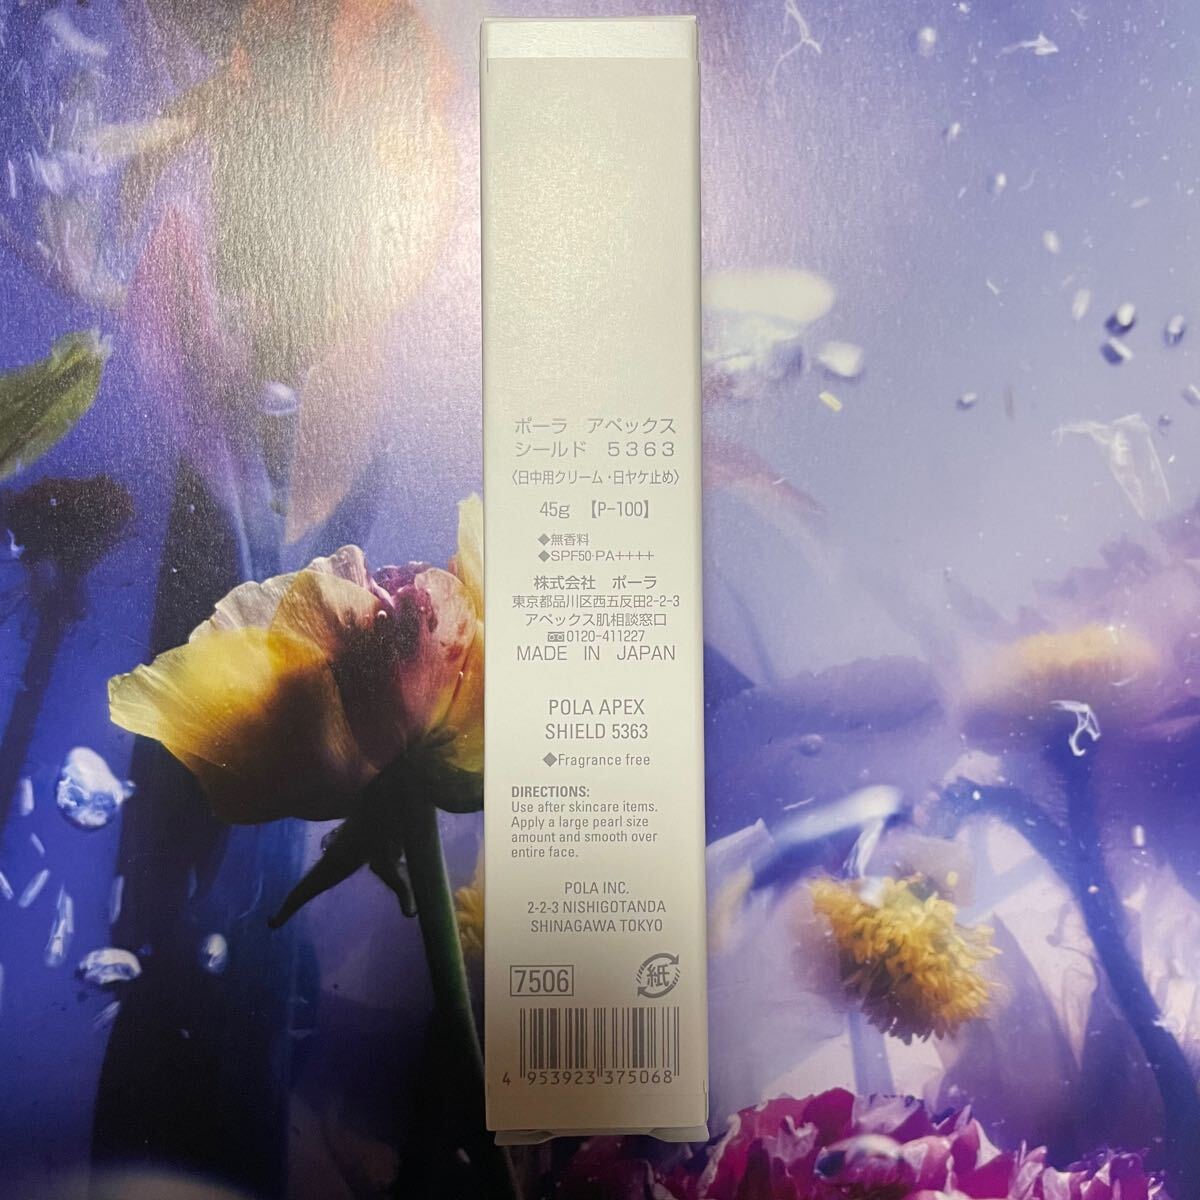 ポーラ　アペックス
シールド　５３６３
〈日中用クリーム・日ヤケ止め〉
45g 【P-100】
◆無香料
◆SPF50·PA++++
株式会社　ポーラ
東京都品川区西五反田2-2-3
アペックス肌相談窓口
0120-411227
MADE IN JAPAN
POLA APEX
SHIELD 5363
◆Fragrance free
DIRECTIONS:
Use after skincare items.
Apply a large pearl size
amount and smooth over
entire face.
POLA INC.
2-2-3 NISHIGOTANDA
SHINAGAWA TOKYO
7506
紙
4 953923 375068